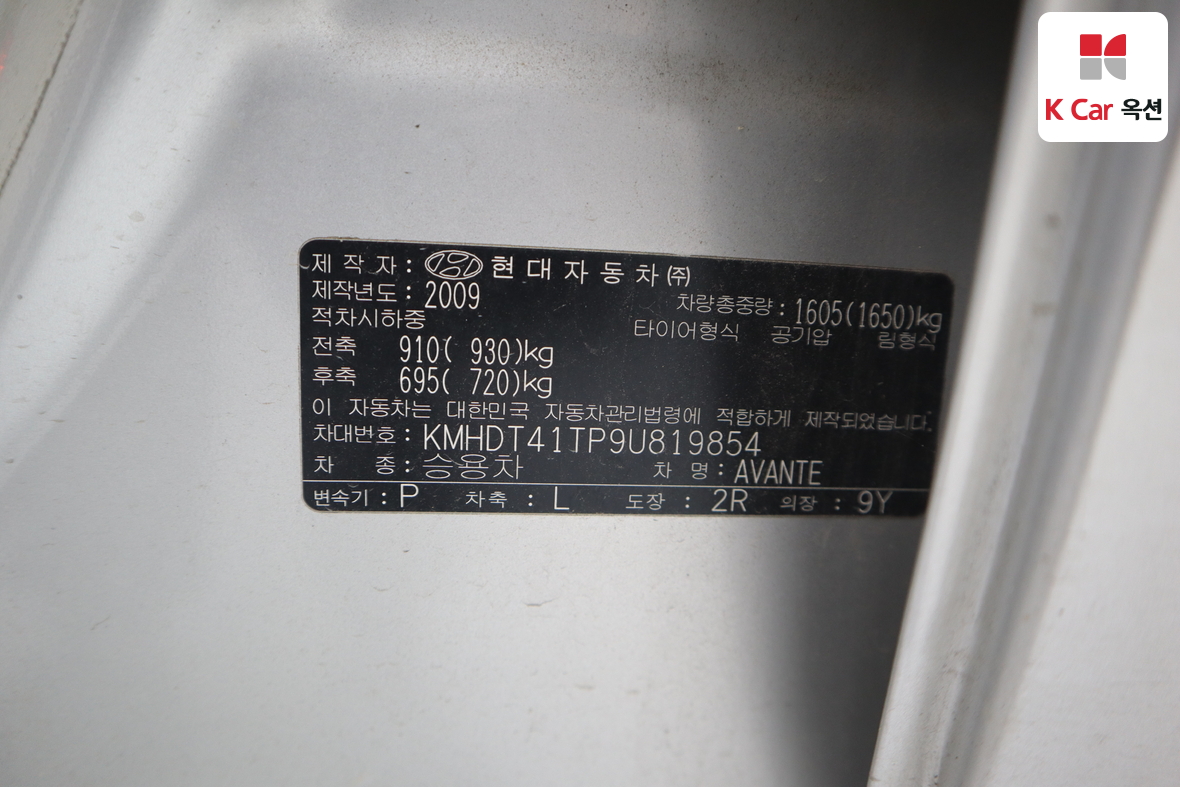 K Car 옥션
제 작 자 : 현 대 자 동 차 ㈜
제작년도 : 2009 차량총중량 : 1605(1650)kg
적차시하중 타이어형식 공기압 림형식
전축 910( 930)kg
후축 695( 720)kg
이 자동차는 대한민국 자동차관리법령에 적합하게 제작되었습니다.
차대번호 : KMHDT41TP9U819854
차 종 : 승용차 차 명 : AVANTE
변속기 : P 차축 : L 도장 : 2R 의장 : 9Y